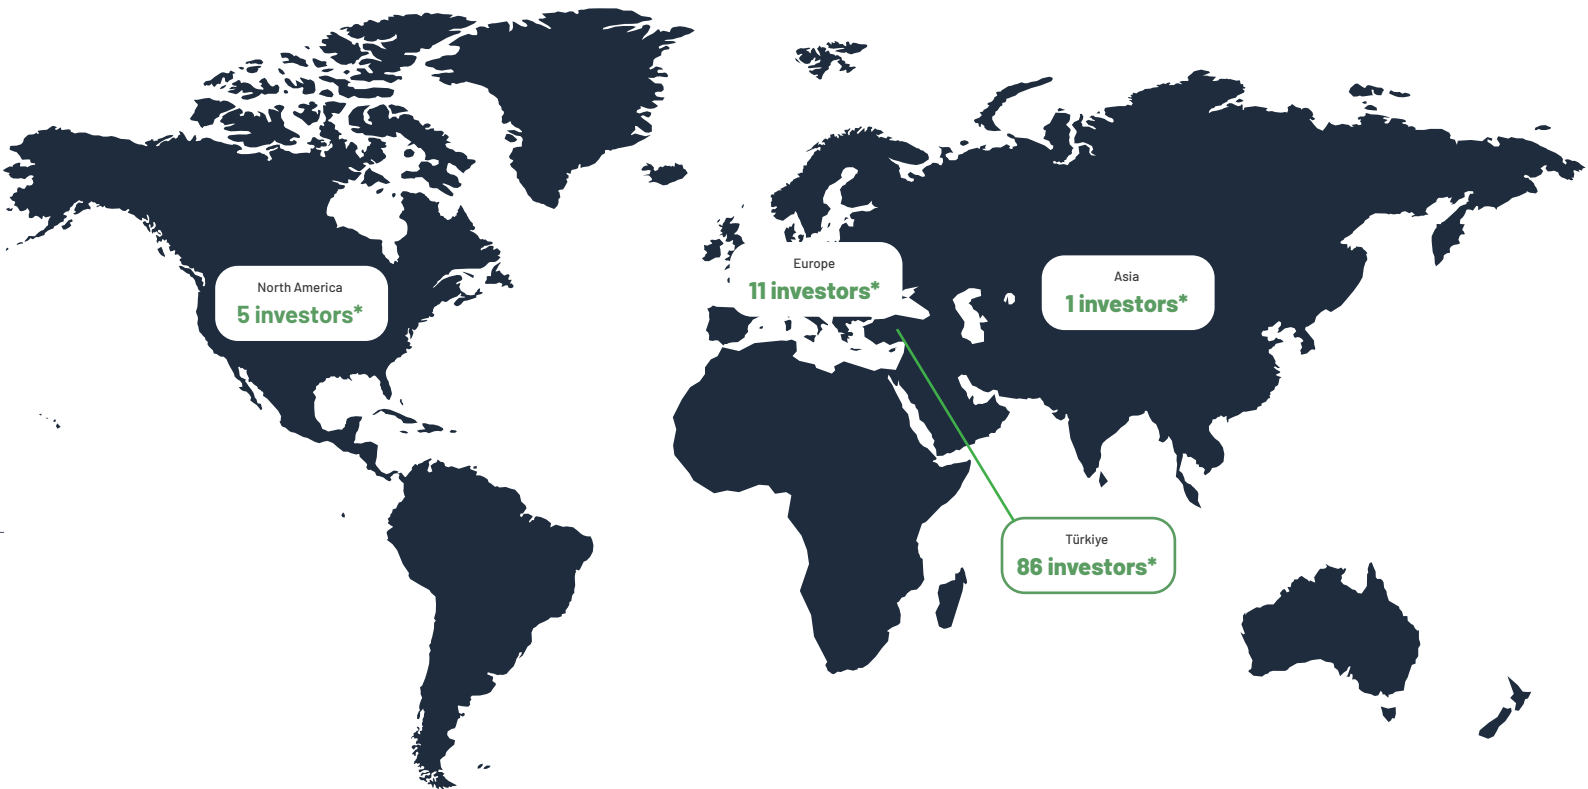 North America
5 investors*
Europe
11 investors*
Asia
1 investors*
Türkiye
86 investors*